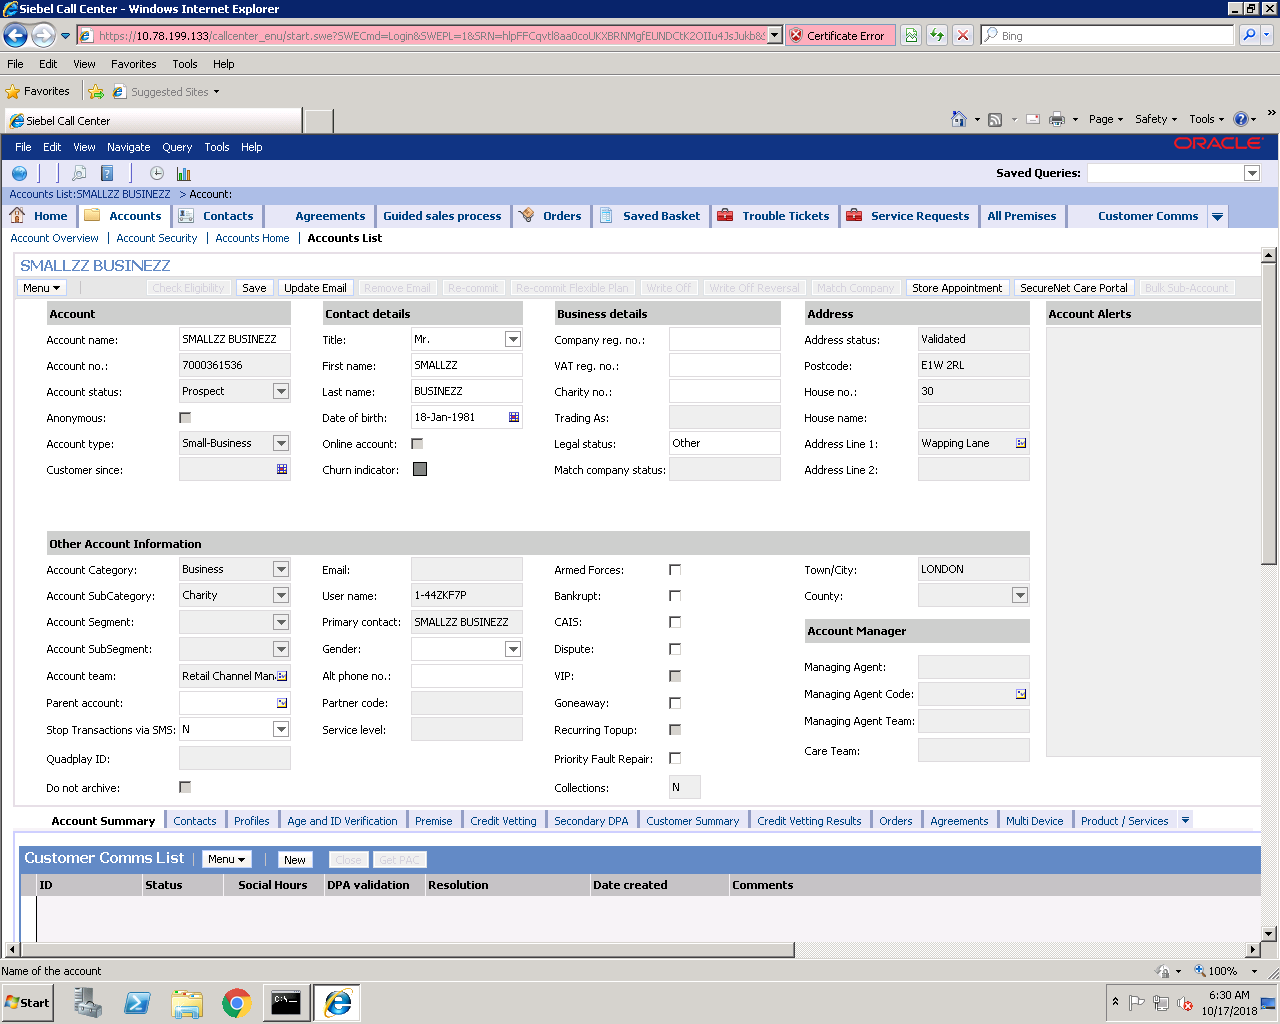 Siebel Call Center - Windows Internet Explorer
https://10.78.199.133/callcenter_enu/start.swe?SWECmd=Login&SWEPL=1&SRN= Certificate Error Bing
File Edit View Favorites Tools Help
Favorites Suggested Sites
Siebel Call Center Page Safety Tools
File Edit View Navigate Query Tools Help ORACLE
Saved Queries:
Accounts List:SMALLZZ BUSINEZZ > Account:
Home Accounts Contacts Agreements Guided sales process Orders Saved Basket Trouble Tickets Service Requests All Premises Customer Comms
Account Overview Account Security Accounts Home Accounts List
SMALLZZ BUSINEZZ
Menu Check Eligibility Save Update Email Remove Email Re-commit Re-commit Flexible Plan Write Off Write Off Reversal Match Company Store Appointment SecureNet Care Portal Bulk Sub-Account
Account Contact details Business details Address Account Alerts
Account name: SMALLZZ BUSINEZZ Title: Mr. Company reg. no.: Address status: Validated
Account no.: 7000361536 First name: SMALLZZ VAT reg. no.: Postcode: E1W 2RL
Account status: Prospect Last name: BUSINEZZ Charity no.: House no.: 30
Anonymous: Date of birth: 18-Jan-1981 Trading As: House name:
Account type: Small-Business Online account: Legal status: Other Address Line 1: Wapping Lane
Customer since: Churn indicator: Match company status: Address Line 2:
Other Account Information
Account Category: Business Email: Armed Forces: Town/City: LONDON
Account SubCategory: Charity User name: 1-44ZKF7P Bankrupt: County:
Account Segment: Primary contact: SMALLZZ BUSINEZZ CAIS: Account Manager
Account SubSegment: Gender: Dispute:
Account team: Retail Channel Man Alt phone no.: VIP: Managing Agent:
Parent account: Partner code: Goneaway: Managing Agent Code:
Stop Transactions via SMS: N Service level: Recurring Topup: Managing Agent Team:
Quadplay ID: Priority Fault Repair: Care Team:
Do not archive: Collections: N
Account Summary Contacts Profiles Age and ID Verification Premise Credit Vetting Secondary DPA Customer Summary Credit Vetting Results Orders Agreements Multi Device Product / Services
Customer Comms List Menu New Close Get PAC
ID Status Social Hours DPA validation Resolution Date created Comments
Name of the account 100%
Start 6:30 AM
10/17/2018